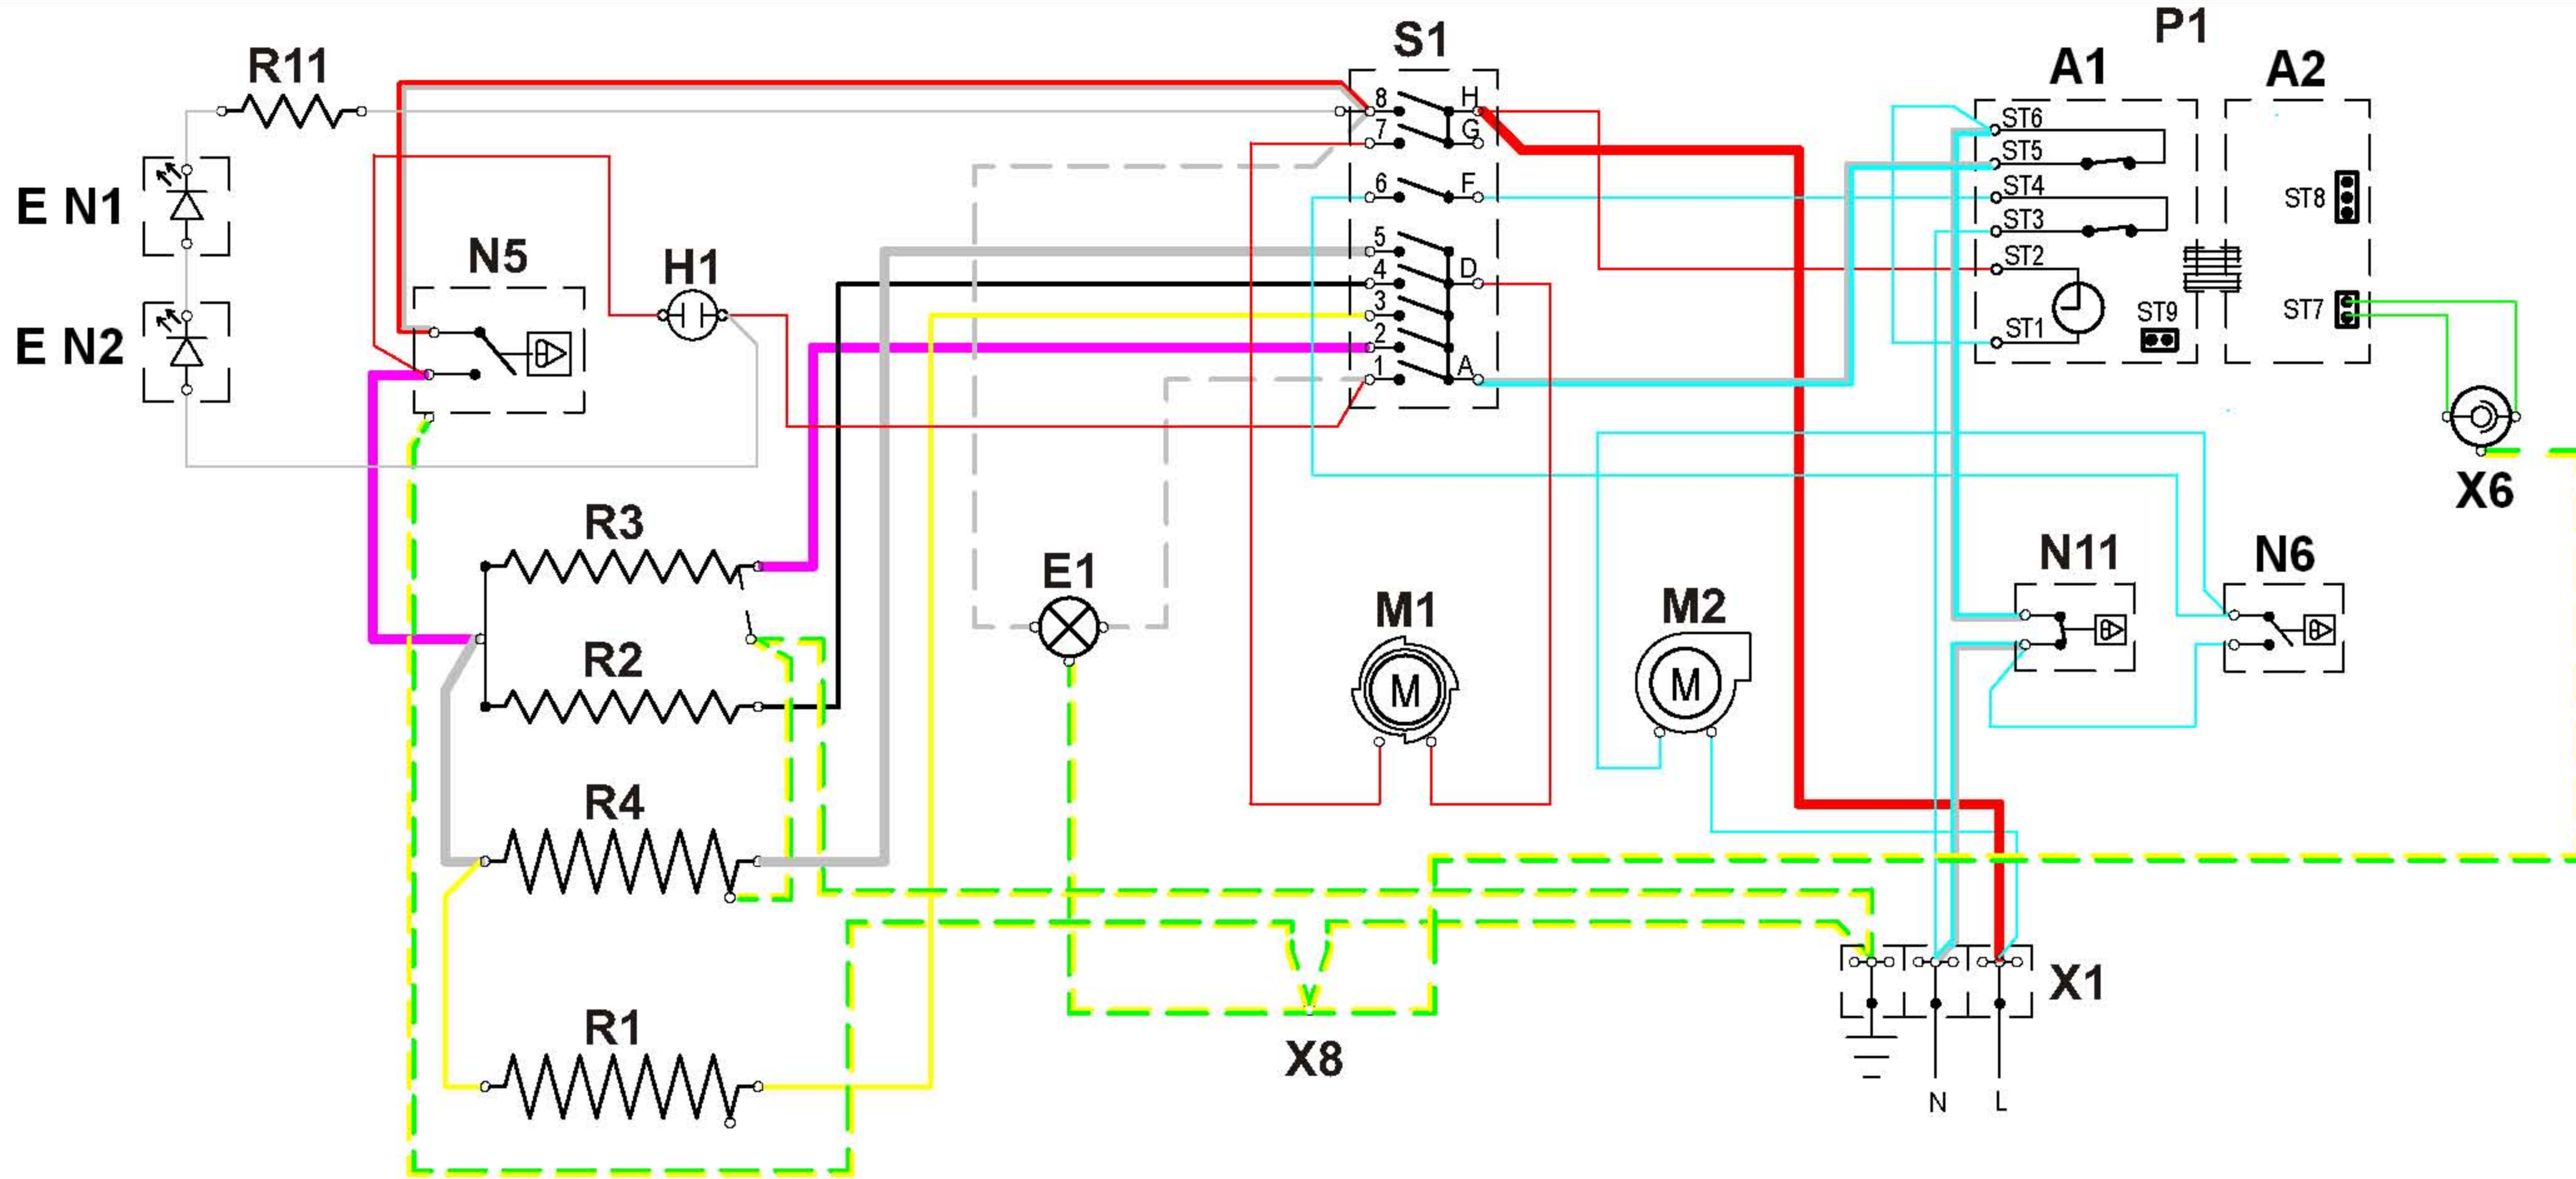 P1
S1
R11
A1
A2
8
H
7
G
ST6
ST5
E N1
6
F
ST4
ST8
ST3
N5
H1
5
4
D
ST2
3
ST9
ST7
E N2
2
ST1
1
A
X6
R3
N11
N6
E1
M1
M2
R2
M
M
R4
X1
R1
X8
N
L